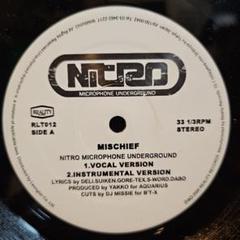 NITRO
MICROPHONE UNDERGROUND
REALITY
RLT012
SIDE A
33 1/3RPM
STEREO
MISCHIEF
NITRO MICROPHONE UNDERGROUND
1.VOCAL VERSION
2.INSTRUMENTAL VERSION
LYRICS by DELI.SUIKEN.GORE-TEX.S-WORD.DABO
PRODUCED by YAKKO for AQUARIUS
CUTS by DJ MISSIE for B'T-X